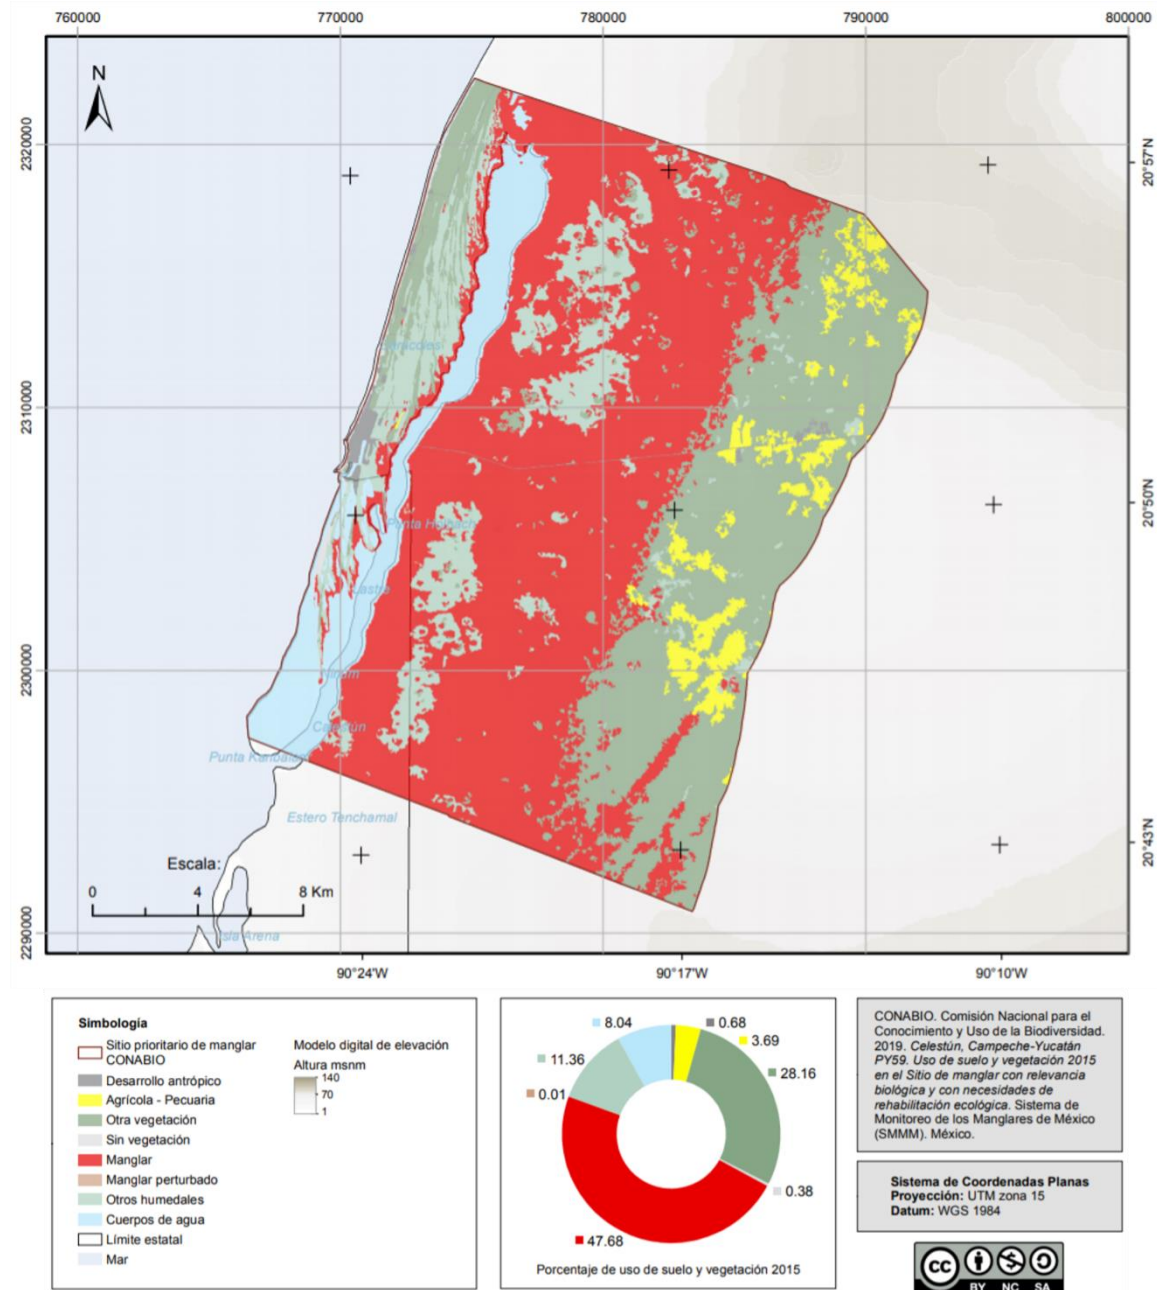 760000 770000 780000 790000 800000
N
2320000
2310000
2300000
2290000
20°57'N
20°50'N
20°43'N
Lastre
Punta Kanbalam
Estero Tenchamal
Isla Arena
Escala:
0 4 8 Km
90°24'W 90°17'W 90°10'W
Simbología
Sitio prioritario de manglar
CONABIO
Desarrollo antrópico
Agrícola - Pecuaria
Otra vegetación
Sin vegetación
Manglar
Manglar perturbado
Otros humedales
Cuerpos de agua
Límite estatal
Mar
Modelo digital de elevación
Altura msnm
140
70
1
8.04
0.68
3.69
11.36
28.16
0.01
0.38
47.68
Porcentaje de uso de suelo y vegetación 2015
CONABIO. Comisión Nacional para el
Conocimiento y Uso de la Biodiversidad.
2019. Celestún, Campeche-Yucatán
PY59. Uso de suelo y vegetación 2015
en el Sitio de manglar con relevancia
biológica y con necesidades de
rehabilitación ecológica. Sistema de
Monitoreo de los Manglares de México
(SMMM). México.
Sistema de Coordenadas Planas
Proyección: UTM zona 15
Datum: WGS 1984
cc
BY NC SA